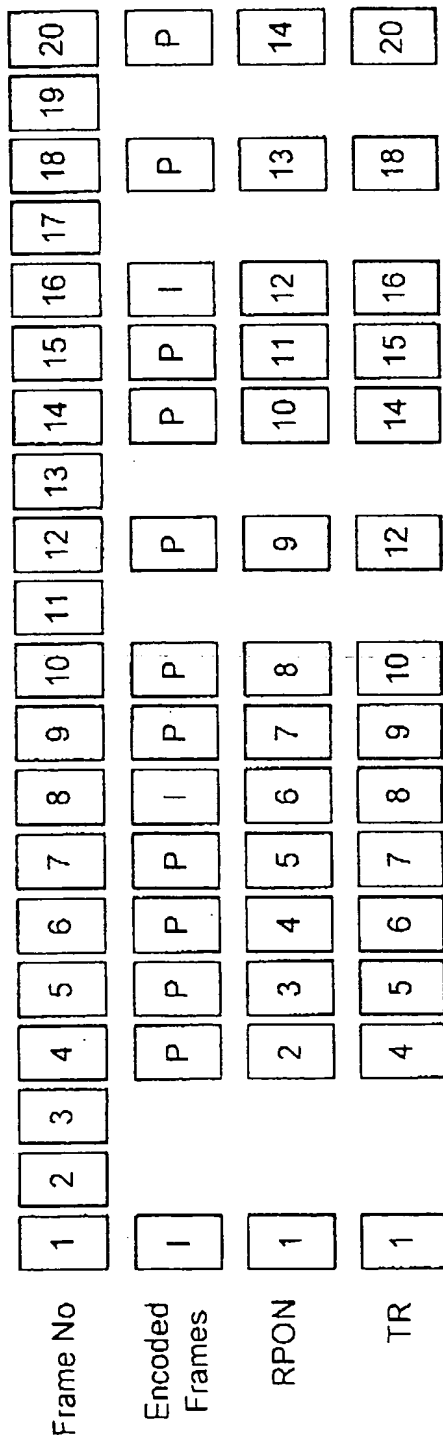 Frame No 1 2 3 4 5 6 7 8 9 10 11 12 13 14 15 16 17 18 19 20
Encoded
Frames I P P P P I P P P P P I P P
RPON 1 2 3 4 5 6 7 8 9 10 11 12 13 14
TR 1 4 5 6 7 8 9 10 12 14 15 16 18 20